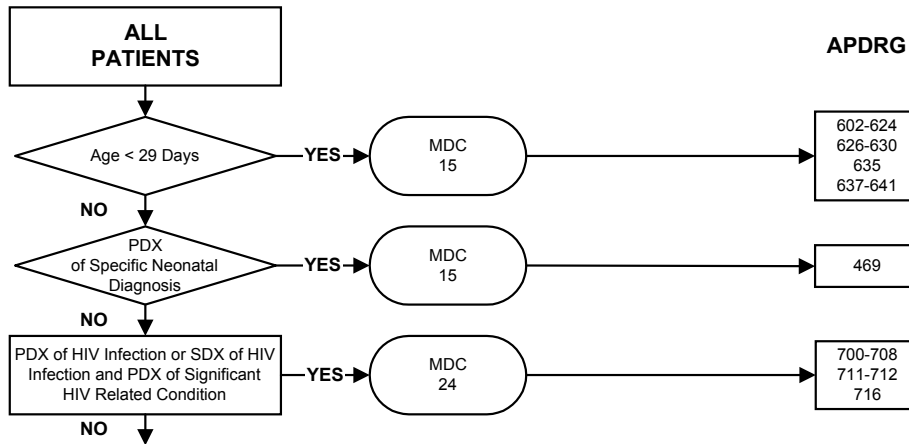 ALL
PATIENTS
APDRG
Age < 29 Days
YES
MDC
15
602-624
626-630
635
637-641
NO
PDX
of Specific Neonatal
Diagnosis
YES
MDC
15
469
NO
PDX of HIV Infection or SDX of HIV
Infection and PDX of Significant
HIV Related Condition
YES
MDC
24
700-708
711-712
716
NO